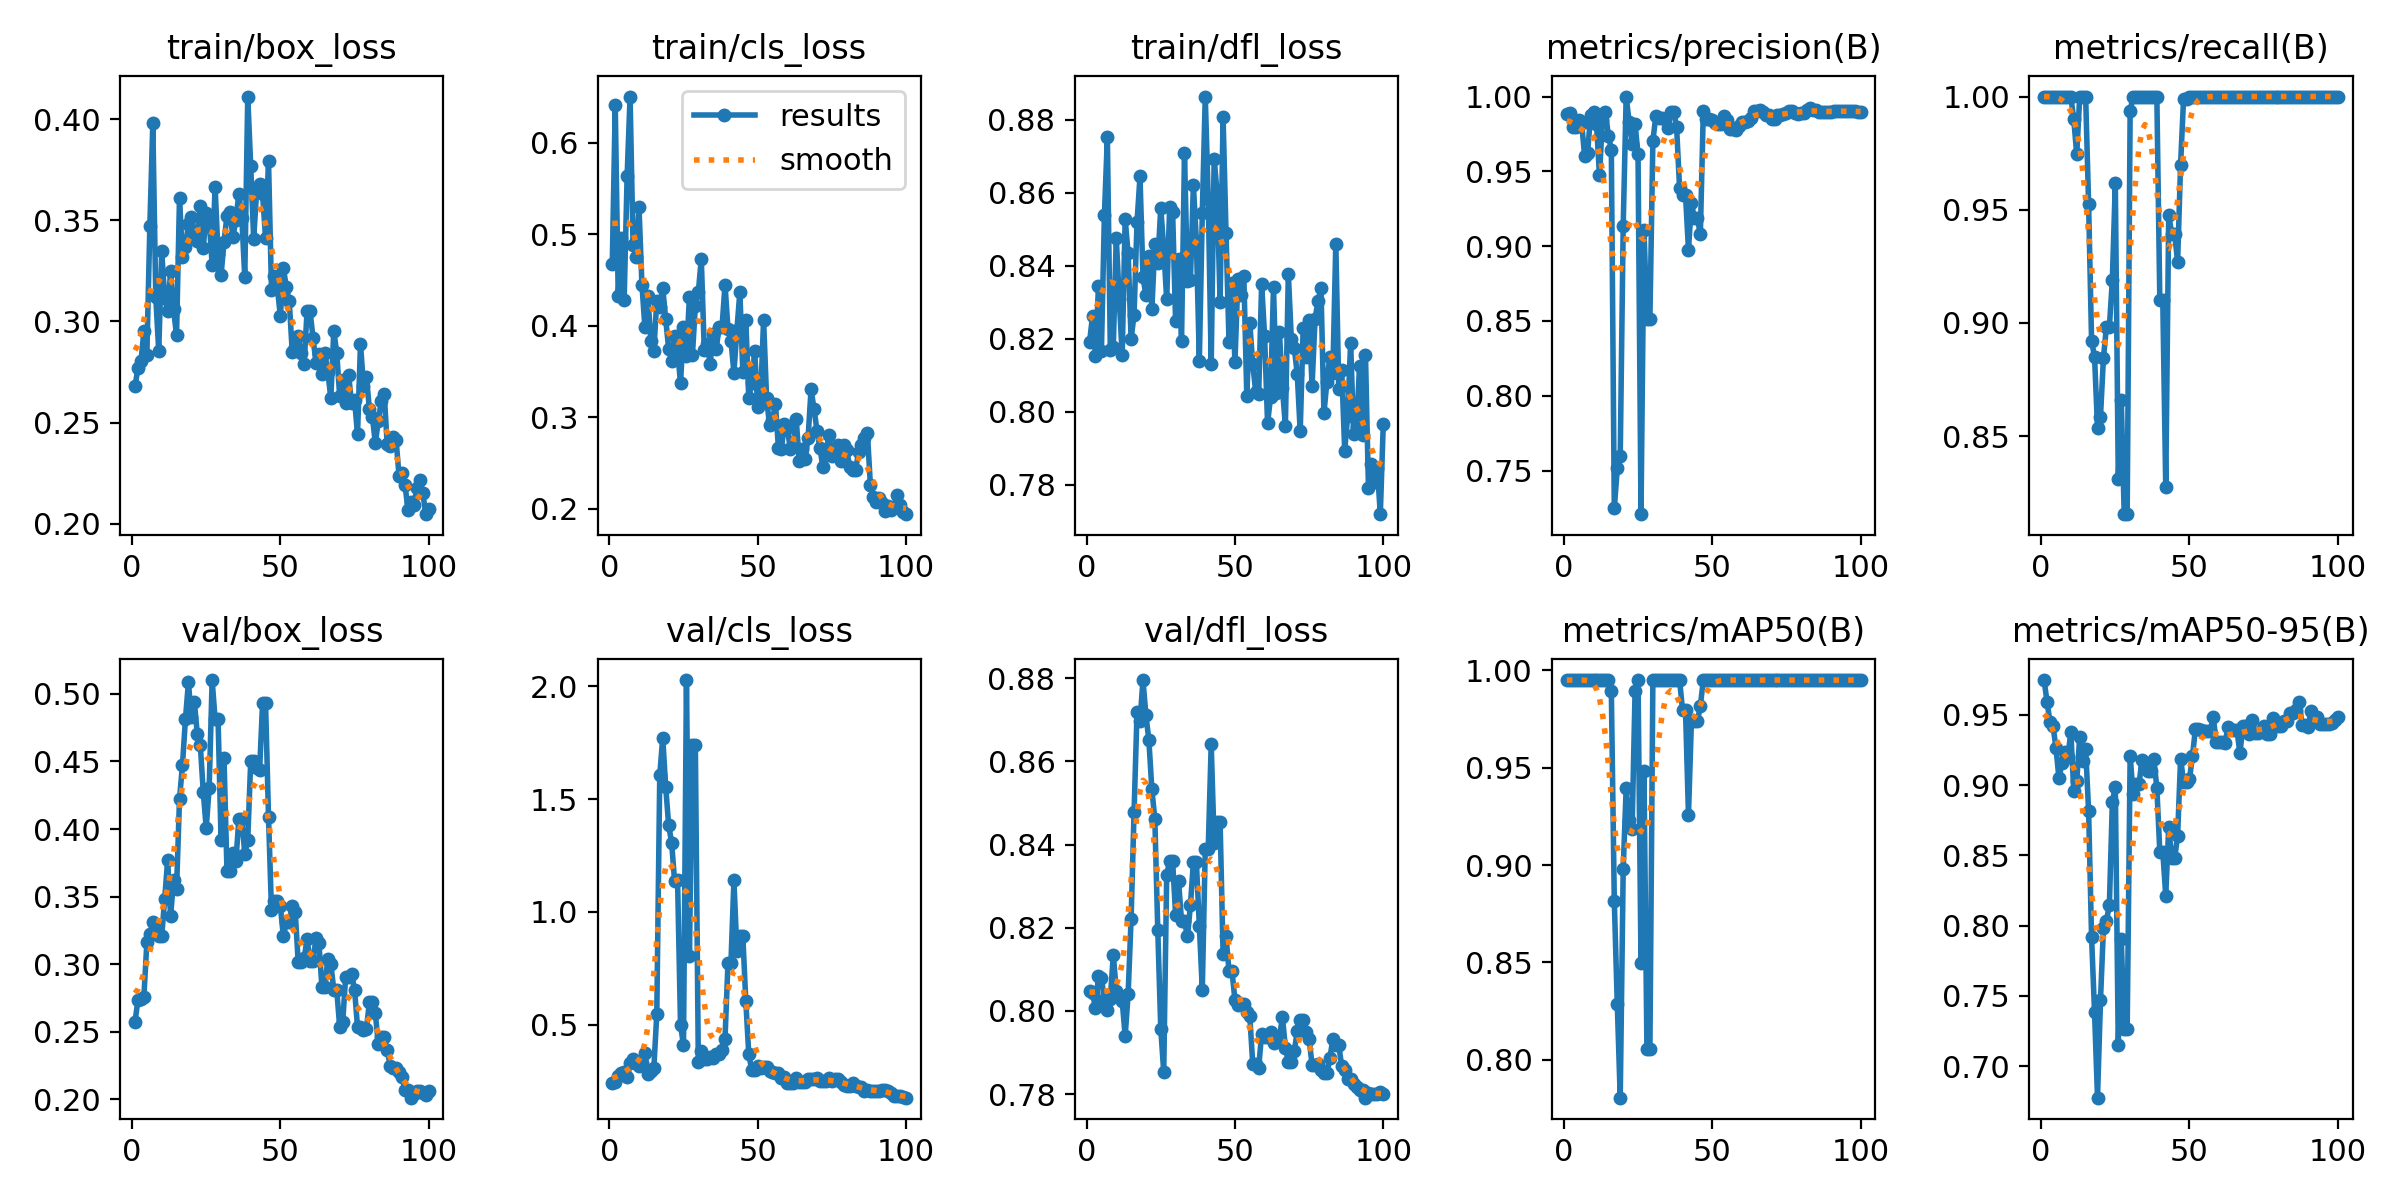 train/box_loss
0.40
0.35
0.30
0.25
0.20
0 50 100
train/cls_loss
results
smooth
0.6
0.5
0.4
0.3
0.2
0 50 100
train/dfl_loss
0.88
0.86
0.84
0.82
0.80
0.78
0 50 100
metrics/precision(B)
1.00
0.95
0.90
0.85
0.80
0.75
0 50 100
metrics/recall(B)
1.00
0.95
0.90
0.85
0 50 100
val/box_loss
0.50
0.45
0.40
0.35
0.30
0.25
0.20
0 50 100
val/cls_loss
2.0
1.5
1.0
0.5
0 50 100
val/dfl_loss
0.88
0.86
0.84
0.82
0.80
0.78
0 50 100
metrics/mAP50(B)
1.00
0.95
0.90
0.85
0.80
0 50 100
metrics/mAP50-95(B)
0.95
0.90
0.85
0.80
0.75
0.70
0 50 100